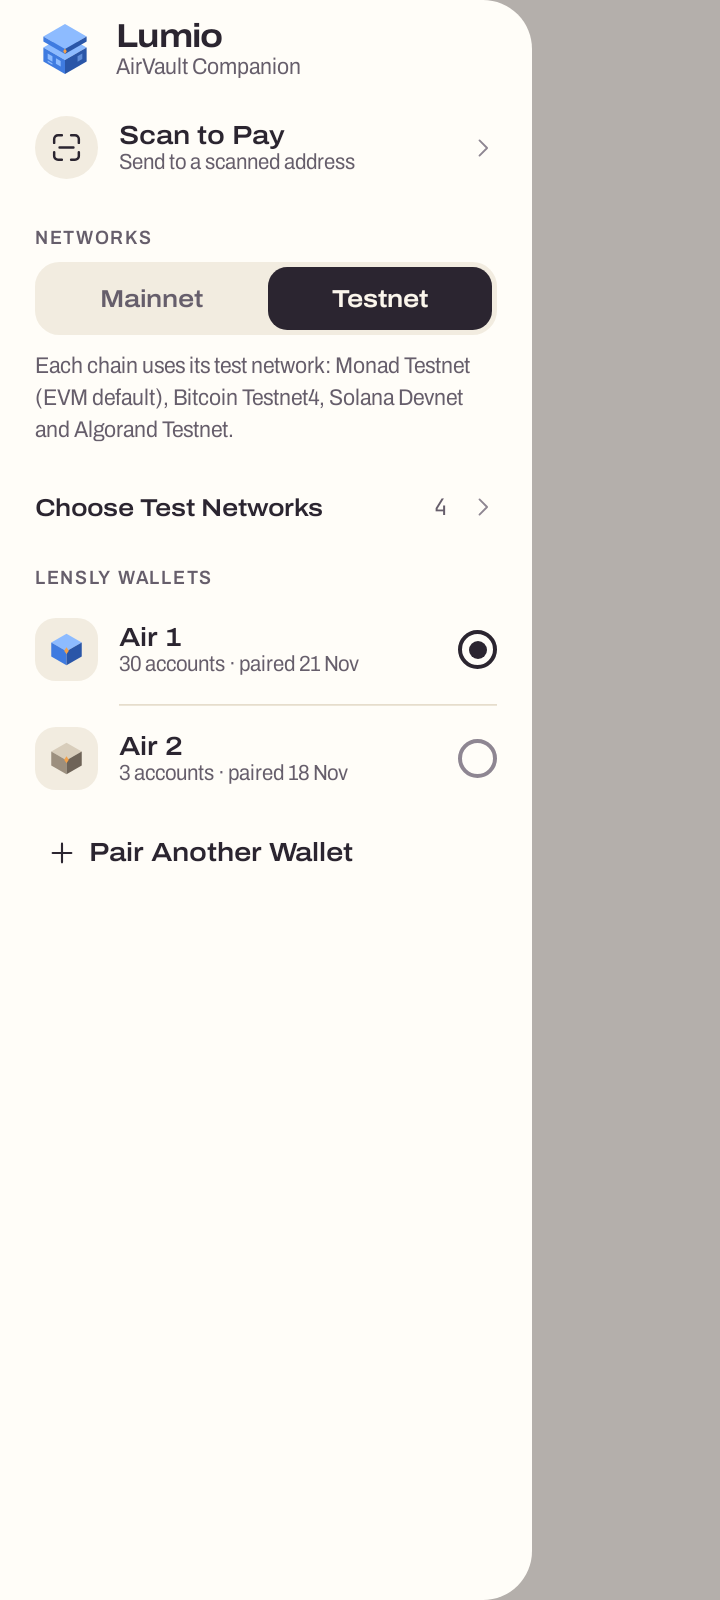 Lumio
AirVault Companion
Scan to Pay
Send to a scanned address
NETWORKS
Mainnet
Testnet
Each chain uses its test network: Monad Testnet
(EVM default), Bitcoin Testnet4, Solana Devnet
and Algorand Testnet.
Choose Test Networks
4
LENSLY WALLETS
Air 1
30 accounts · paired 21 Nov
Air 2
3 accounts · paired 18 Nov
Pair Another Wallet